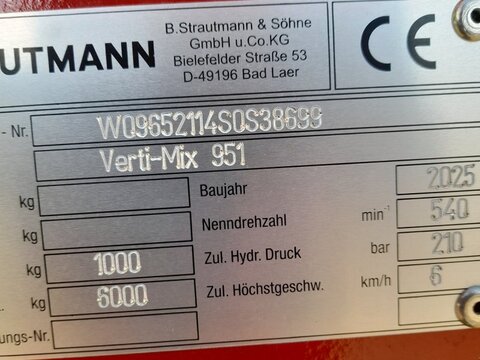 UTMANN
B.Strautmann & Söhne
GmbH u.Co.KG
Bielefelder Straße 53
D-49196 Bad Laer
CE
- Nr. WQ9652114S0S38699
Verti-Mix 951
kg Baujahr 2025
kg Nenndrehzahl min⁻¹ 540
kg 1000 Zul. Hydr. Druck bar 210
kg 6000 Zul. Höchstgeschw. km/h 6
ungs-Nr.